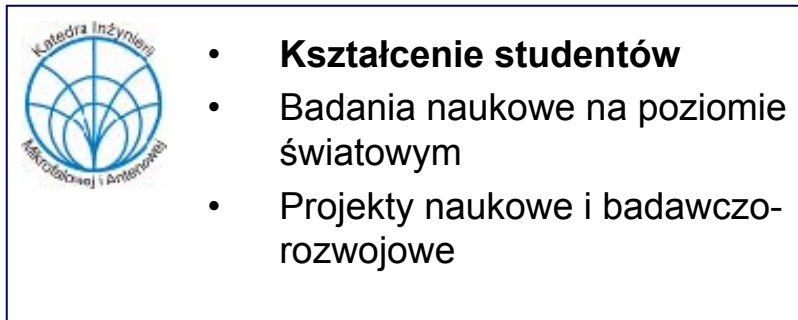 Katedra Inżynierii
Mikrofalowej i Antenowej
• Kształcenie studentów
• Badania naukowe na poziomie
światowym
• Projekty naukowe i badawczo-
rozwojowe